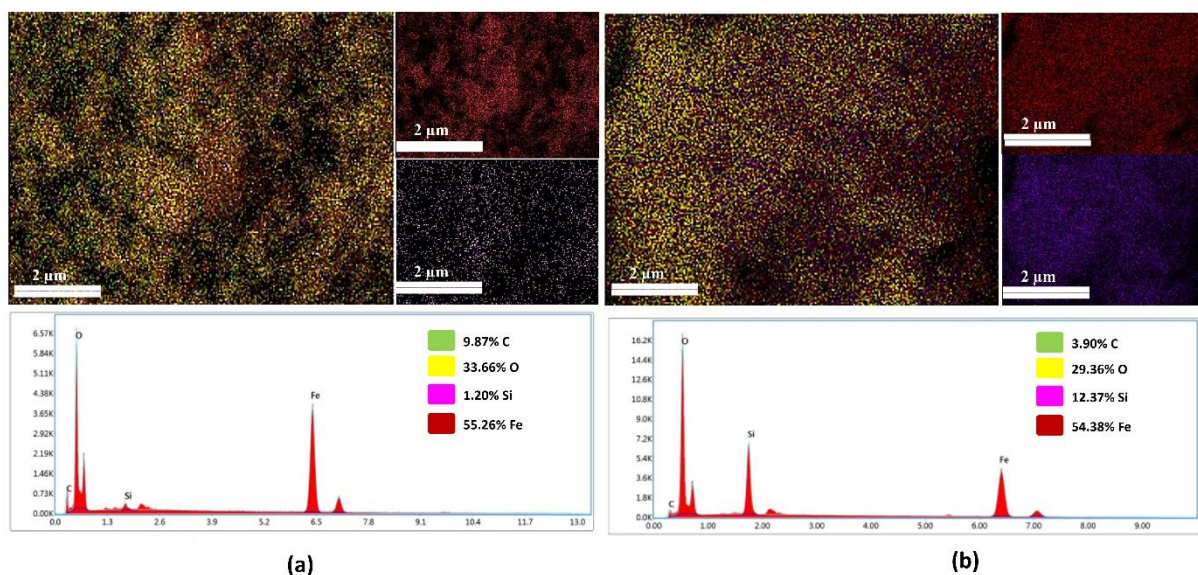 2 µm
2 µm
2 µm
6.57K
5.84K
5.11K
4.38K
3.65K
2.92K
2.19K
1.46K
0.73K
0.00K
O
C
Si
Fe
9.87% C
33.66% O
1.20% Si
55.26% Fe
0.0 1.3 2.6 3.9 5.2 6.5 7.8 9.1 10.4 11.7 13.0
(a)
2 µm
2 µm
2 µm
16.2K
14.4K
12.6K
10.8K
9.0K
7.2K
5.4K
3.6K
1.8K
0.0K
O
C
Si
Fe
3.90% C
29.36% O
12.37% Si
54.38% Fe
0.00 1.00 2.00 3.00 4.00 5.00 6.00 7.00 8.00 9.00
(b)